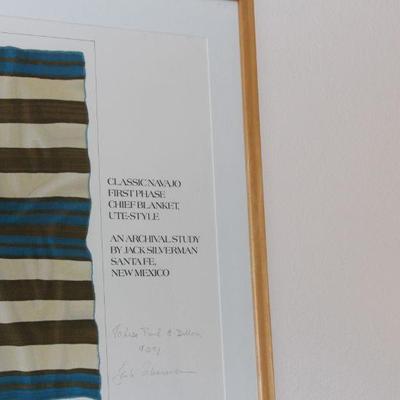 CLASSIC NAVAJO
FIRST PHASE
CHIEF BLANKET,
UTE-STYLE
AN ARCHIVAL STUDY
BY JACK SILVERMAN
SANTA FE,
NEW MEXICO